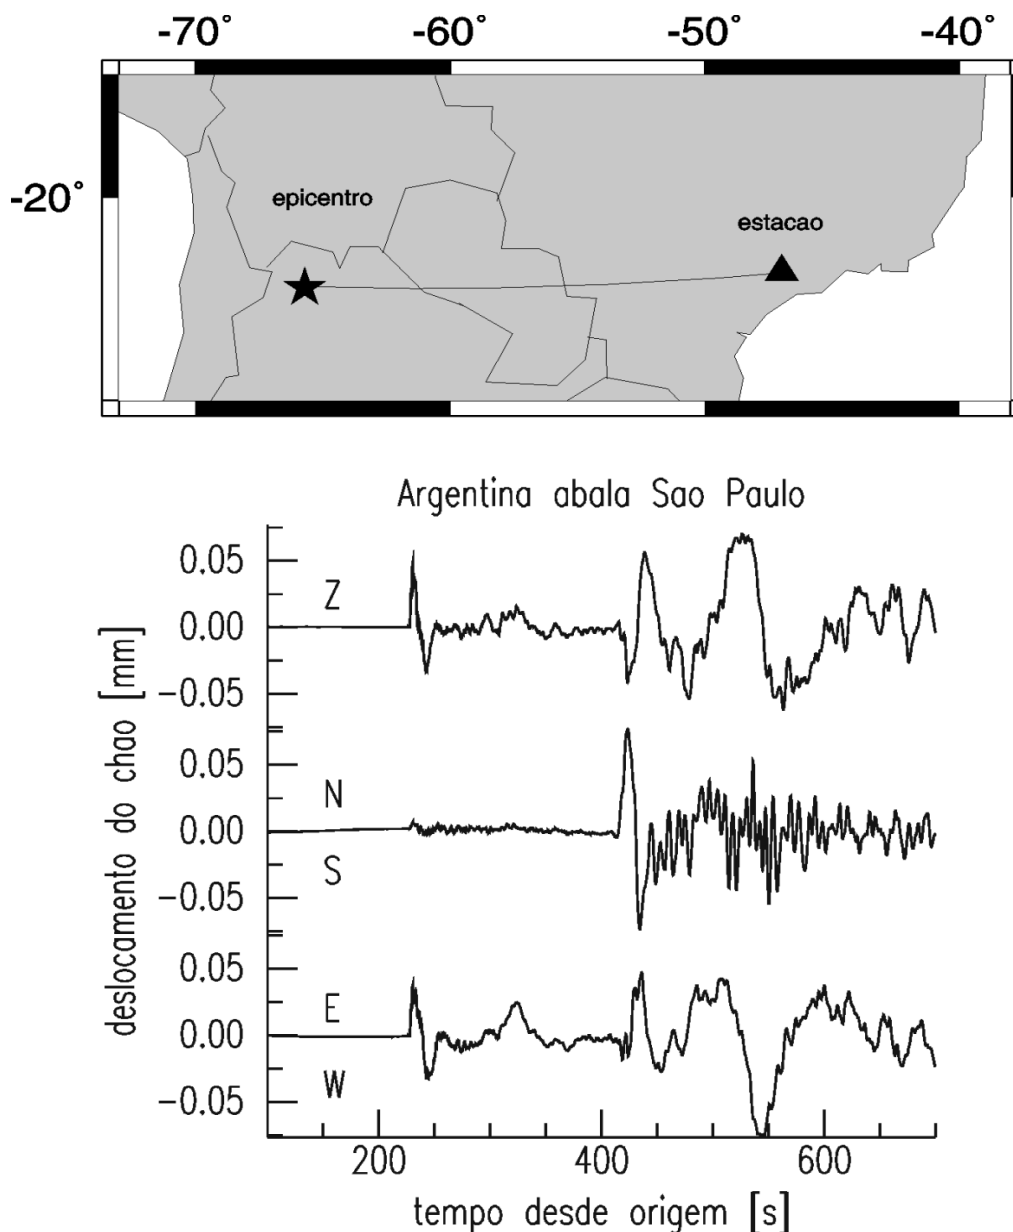 -70° -60° -50° -40°
-20°
epicentro
estacao
Argentina abala Sao Paulo
deslocamento do chao [mm]
0.05
Z
0.00
-0.05
0.05
N
0.00
S
-0.05
0.05
E
0.00
W
-0.05
200 400 600
tempo desde origem [s]